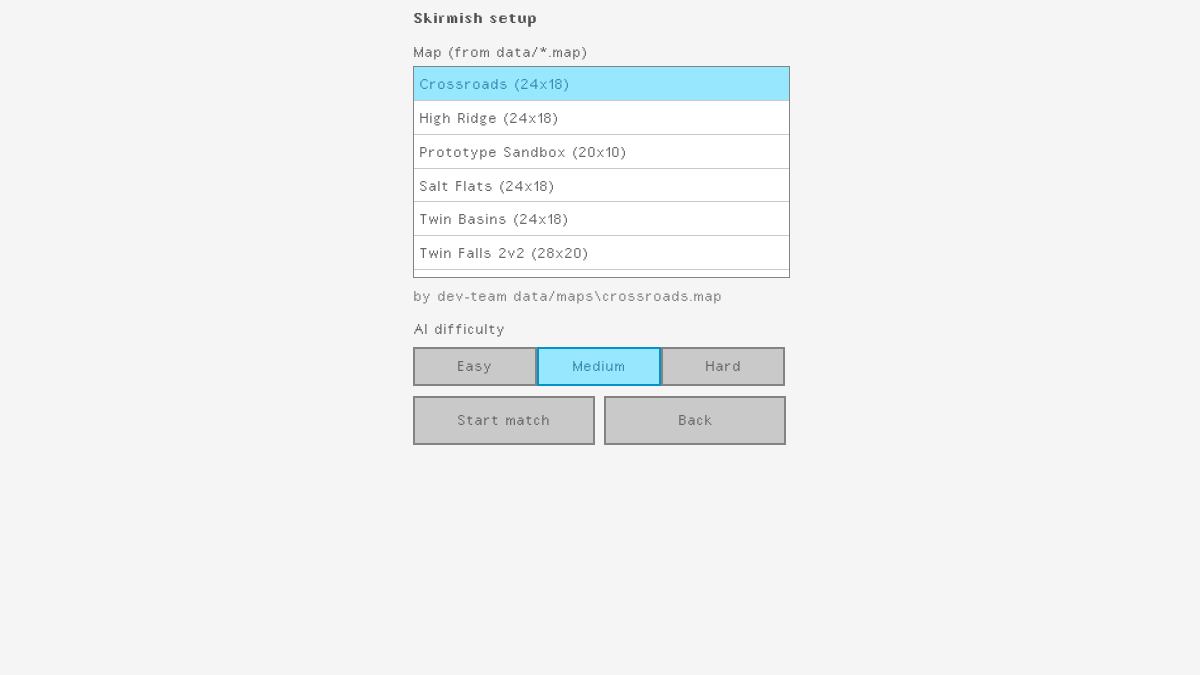 Skirmish setup
Map (from data/*.map)
Crossroads (24x18)
High Ridge (24x18)
Prototype Sandbox (20x10)
Salt Flats (24x18)
Twin Basins (24x18)
Twin Falls 2v2 (28x20)
by dev-team data/maps\crossroads.map
AI difficulty
Easy Medium Hard
Start match Back